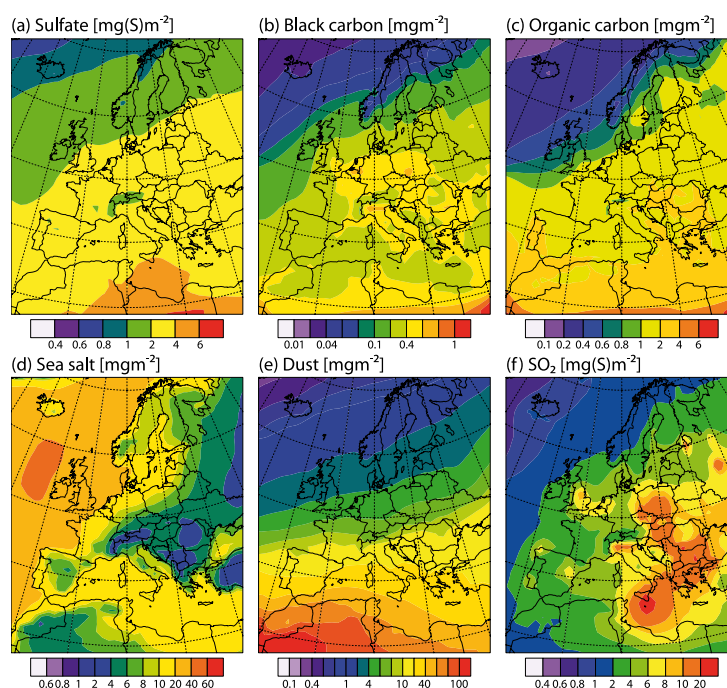 (a) Sulfate [mg(S)m-2]
(b) Black carbon [mgm-2]
(c) Organic carbon [mgm-2]
0.4 0.6 0.8 1 2 4 6
0.01 0.04 0.1 0.4 1
0.1 0.2 0.4 0.6 0.8 1 2 4 6
(d) Sea salt [mgm-2]
(e) Dust [mgm-2]
(f) SO₂ [mg(S)m-2]
0.6 0.8 1 2 4 6 8 10 20 40 60
0.1 0.4 1 4 10 40 100
0.4 0.6 0.8 1 2 4 6 8 10 20